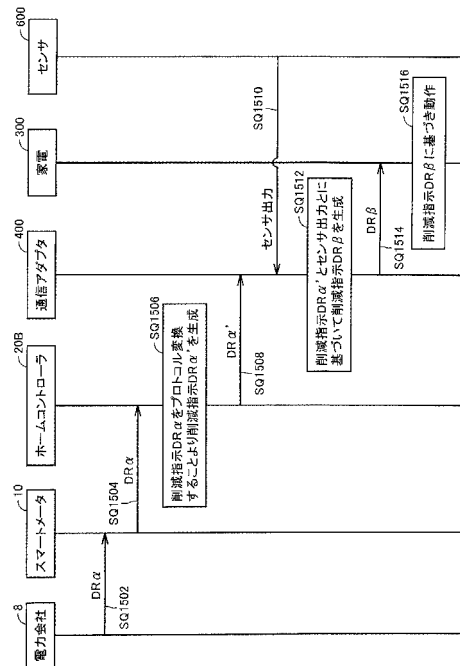 電力会社
8
スマートメータ
10
ホームコントローラ
20B
通信アダプタ
400
家電
300
センサ
600
DRα
SQ1502
DRα
SQ1504
SQ1506
削減指示DRαをプロトコル変換
することより削減指示DRα'を生成
DRα'
SQ1508
センサ出力
SQ1510
SQ1512
削減指示DRα'とセンサ出力とに
基づいて削減指示DRβを生成
DRβ
SQ1514
SQ1516
削減指示DRβに基づき動作